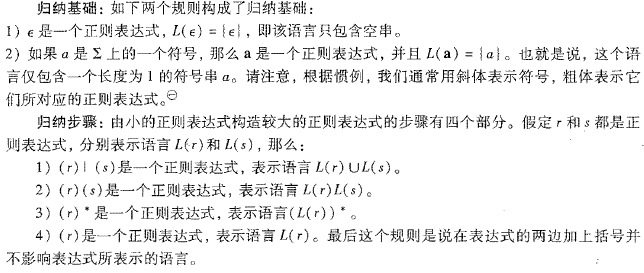 归纳基础：如下两个规则构成了归纳基础：
1）ϵ是一个正则表达式，L(ϵ) = {ϵ}，即该语言只包含空串。
2）如果 a 是 Σ 上的一个符号，那么 a 是一个正则表达式，并且 L(a) = {a}。也就是说，这个语
言仅包含一个长度为 1 的符号串 a。请注意，根据惯例，我们通常用斜体表示符号，粗体表示它
们所对应的正则表达式。㊀
归纳步骤：由小的正则表达式构造较大的正则表达式的步骤有四个部分。假定 r 和 s 都是正
则表达式，分别表示语言 L(r)和 L(s)，那么：
1）(r)|(s)是一个正则表达式，表示语言 L(r)∪L(s)。
2）(r)(s)是一个正则表达式，表示语言 L(r)L(s)。
3）(r)*是一个正则表达式，表示语言(L(r))*。
4）(r)是一个正则表达式，表示语言 L(r)。最后这个规则是说在表达式的两边加上括号并
不影响表达式所表示的语言。